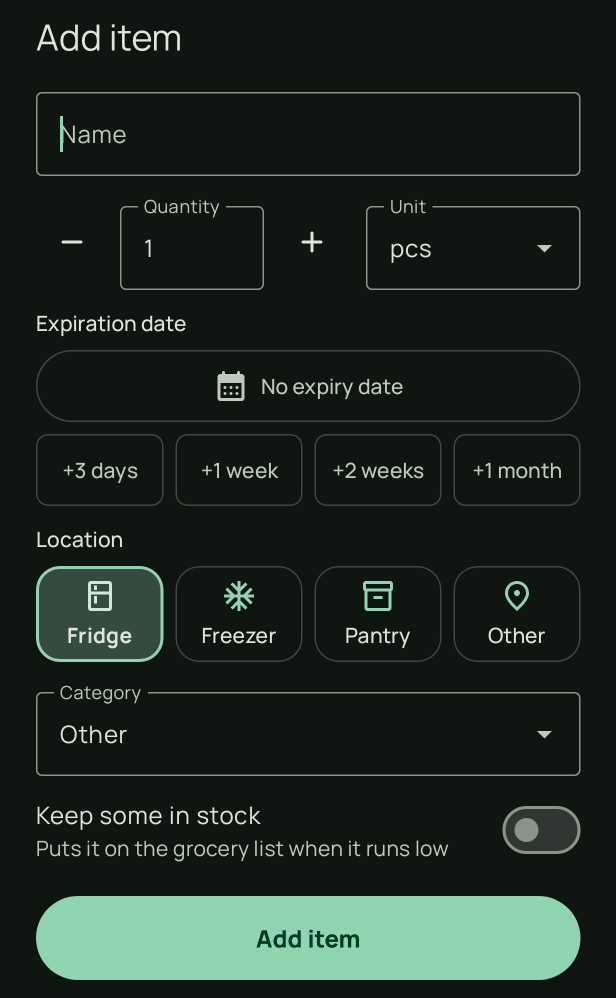 Add item
Name
Quantity
Unit
− 1 + pcs
Expiration date
No expiry date
+3 days +1 week +2 weeks +1 month
Location
Fridge Freezer Pantry Other
Category
Other
Keep some in stock
Puts it on the grocery list when it runs low
Add item